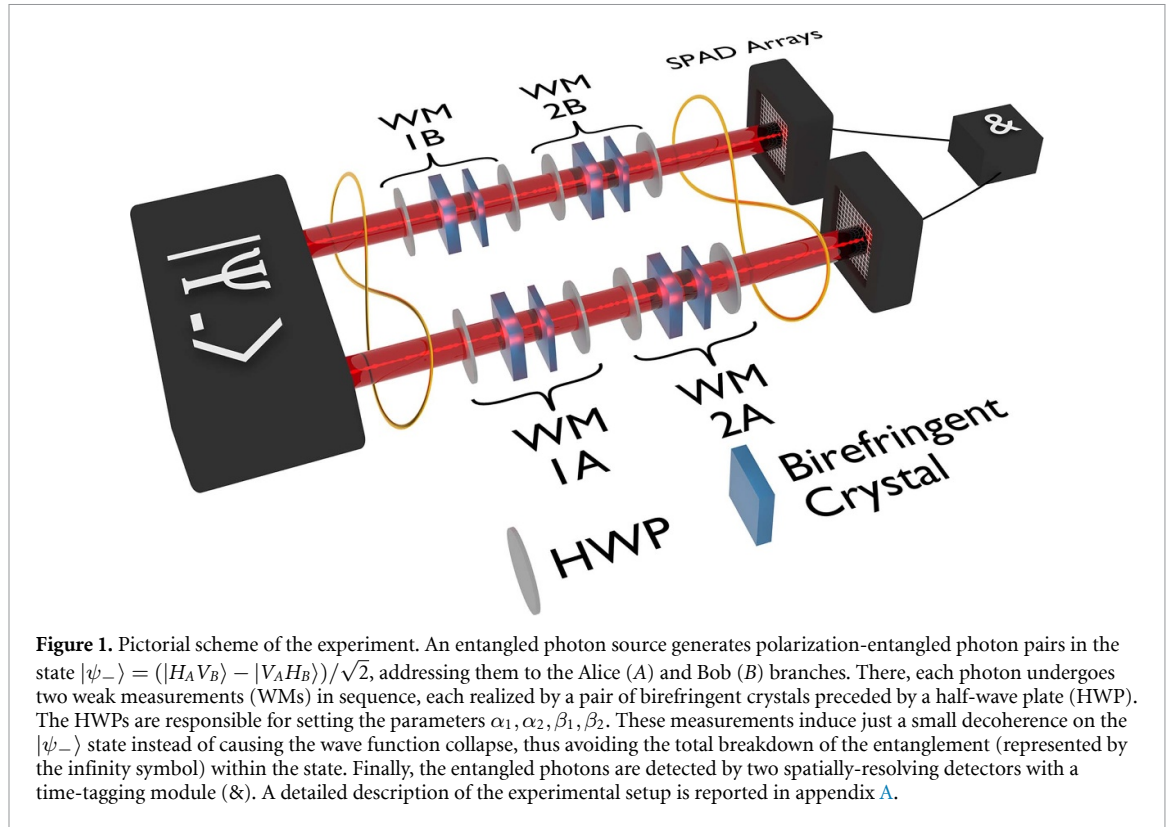 SPAD Arrays
WM
1B
WM
2B
&
|ψ_-⟩
WM
1A
WM
2A
HWP
Birefringent
Crystal
Figure 1. Pictorial scheme of the experiment. An entangled photon source generates polarization-entangled photon pairs in the
state |ψ₋⟩ = (|H_A V_B⟩ − |V_A H_B⟩)/√2, addressing them to the Alice (A) and Bob (B) branches. There, each photon undergoes
two weak measurements (WMs) in sequence, each realized by a pair of birefringent crystals preceded by a half-wave plate (HWP).
The HWPs are responsible for setting the parameters α₁, α₂, β₁, β₂. These measurements induce just a small decoherence on the
|ψ₋⟩ state instead of causing the wave function collapse, thus avoiding the total breakdown of the entanglement (represented by
the infinity symbol) within the state. Finally, the entangled photons are detected by two spatially-resolving detectors with a
time-tagging module (&). A detailed description of the experimental setup is reported in appendix A.